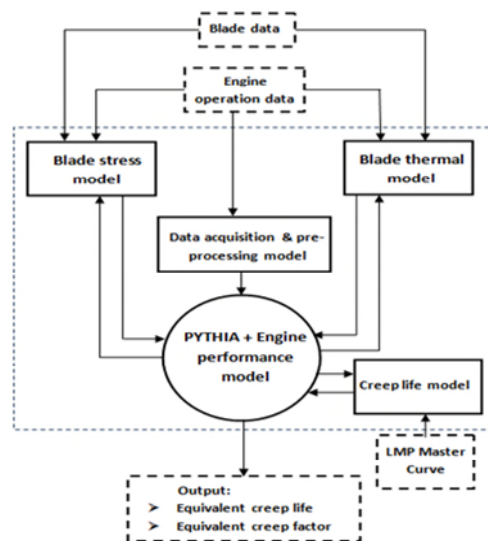 Blade data
Engine
operation data
Blade stress
model
Blade thermal
model
Data acquisition & pre-
processing model
PYTHIA + Engine
performance
model
Creep life model
LMP Master
Curve
Output:
➤ Equivalent creep life
➤ Equivalent creep factor